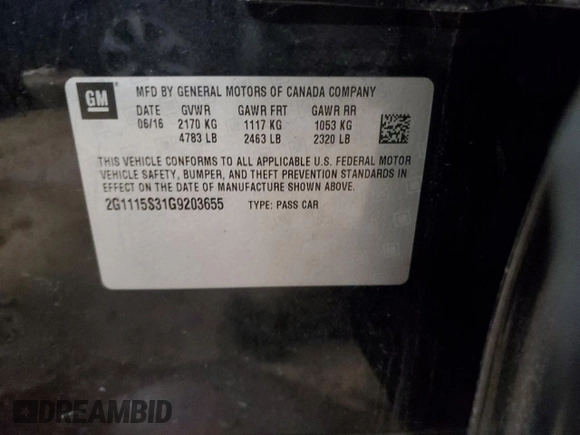 GM
MFD BY GENERAL MOTORS OF CANADA COMPANY
DATE GVWR GAWR FRT GAWR RR
06/16 2170 KG 1117 KG 1053 KG
4783 LB 2463 LB 2320 LB
THIS VEHICLE CONFORMS TO ALL APPLICABLE U.S. FEDERAL MOTOR
VEHICLE SAFETY, BUMPER, AND THEFT PREVENTION STANDARDS IN
EFFECT ON THE DATE OF MANUFACTURE SHOWN ABOVE.
2G1115S31G9203655 TYPE: PASS CAR
DREAMBID